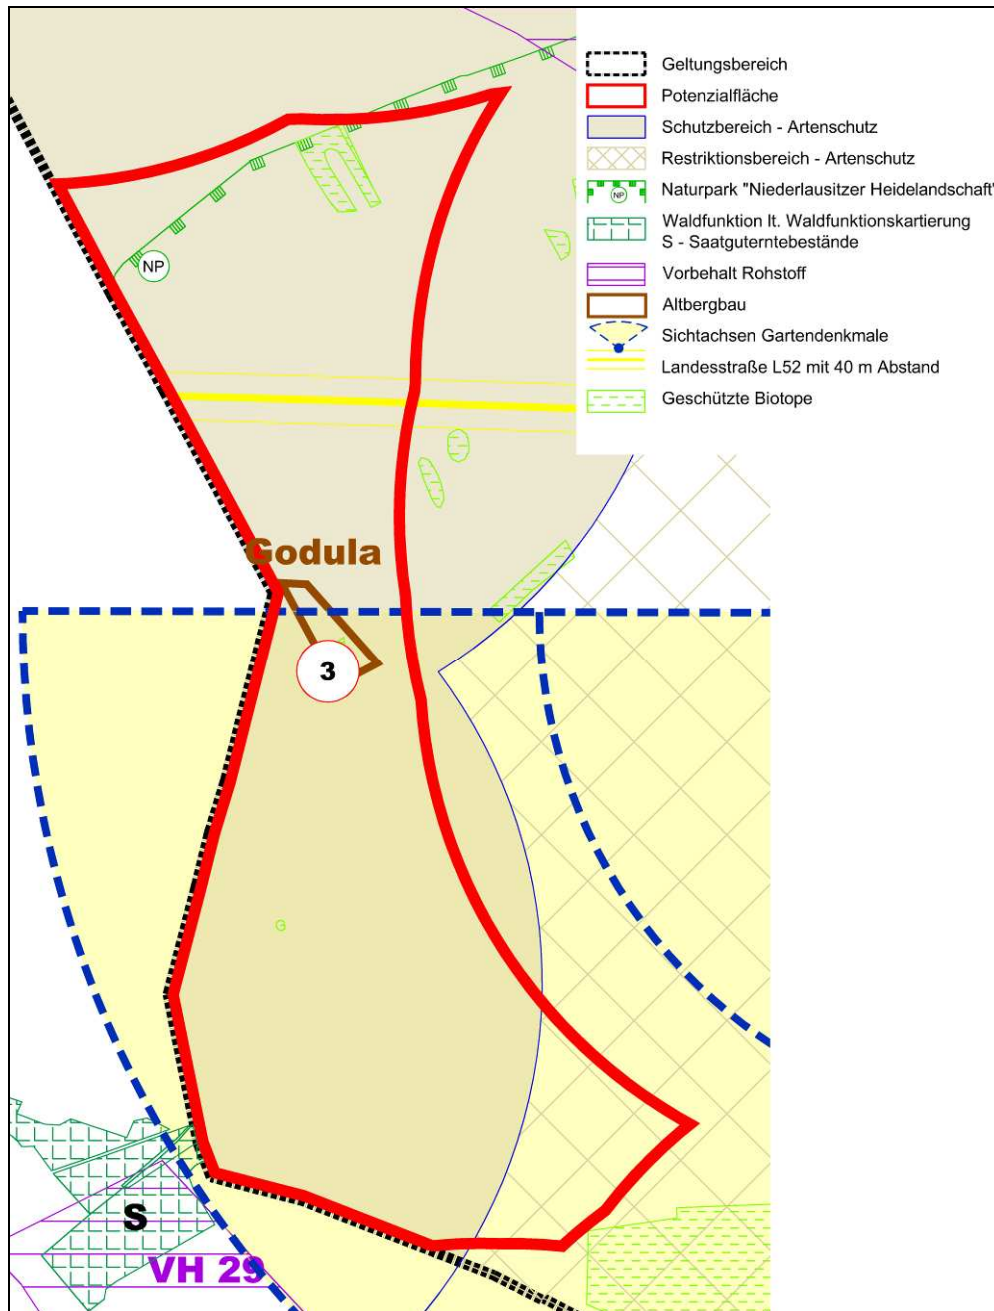 Geltungsbereich
Potenzialfläche
Schutzbereich - Artenschutz
Restriktionsbereich - Artenschutz
NP
Naturpark "Niederlausitzer Heidelandschaft"
Waldfunktion lt. Waldfunktionskartierung
S - Saatguterntebestände
Vorbehalt Rohstoff
Altbergbau
Sichtachsen Gartendenkmale
Landesstraße L52 mit 40 m Abstand
Geschützte Biotope
NP
Godula
3
S
VH 29